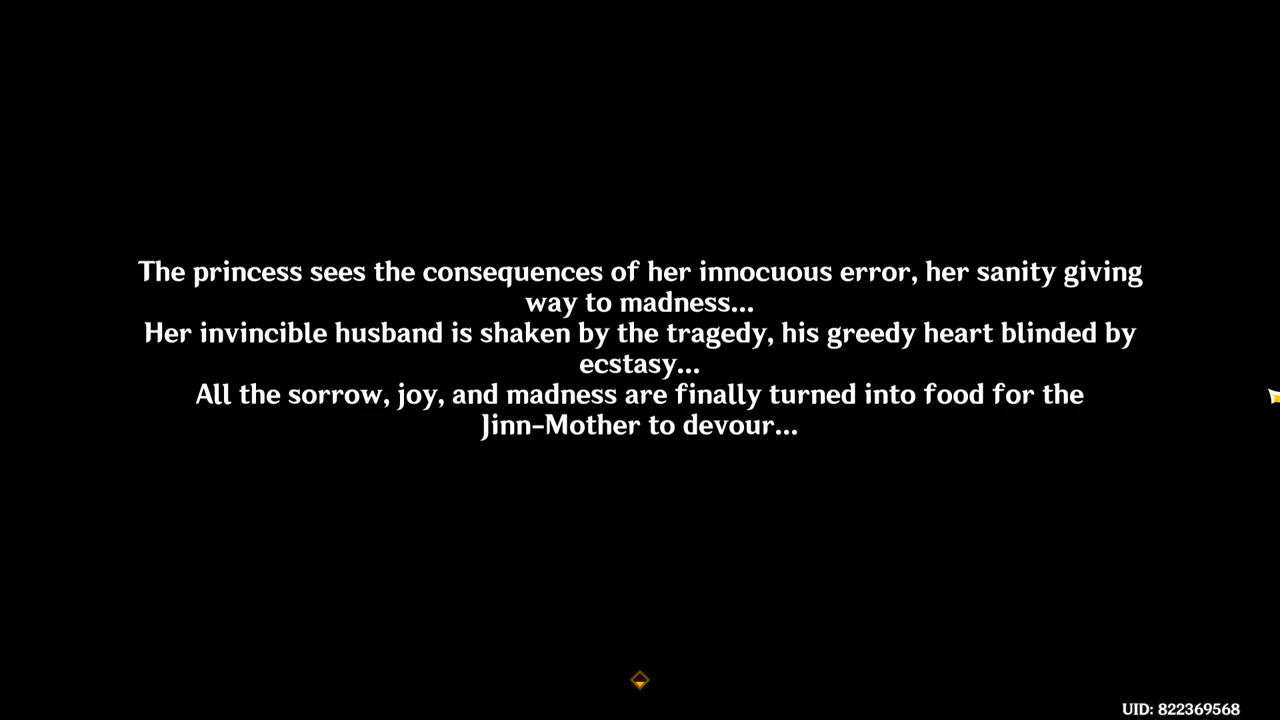 The princess sees the consequences of her innocuous error, her sanity giving
way to madness...
Her invincible husband is shaken by the tragedy, his greedy heart blinded by
ecstasy...
All the sorrow, joy, and madness are finally turned into food for the
Jinn-Mother to devour...
UID: 822369568